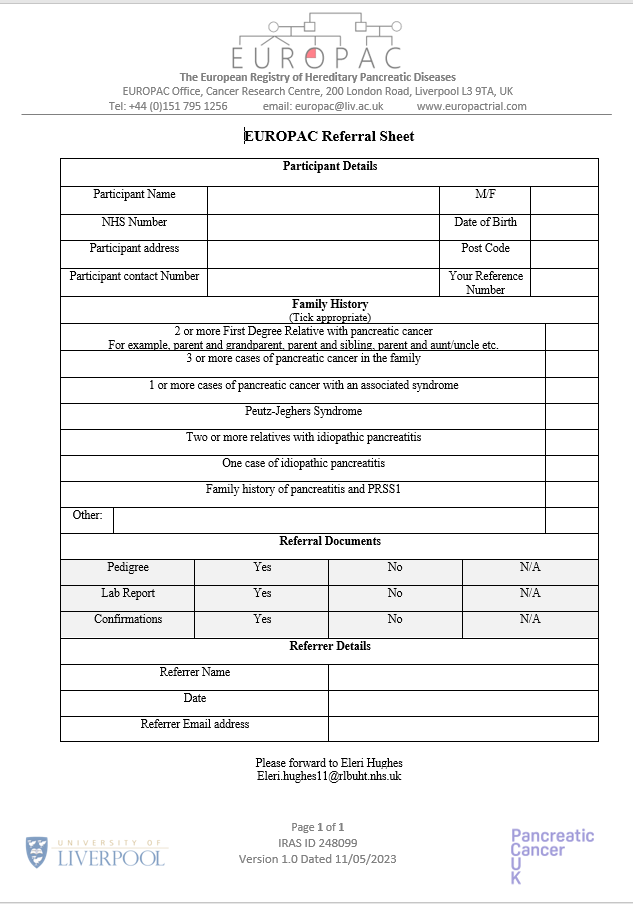 EUROPAC
The European Registry of Hereditary Pancreatic Diseases
EUROPAC Office, Cancer Research Centre, 200 London Road, Liverpool L3 9TA, UK
Tel: +44 (0)151 795 1256 email: europac@liv.ac.uk www.europactrial.com
EUROPAC Referral Sheet
Participant Details
Participant Name M/F
NHS Number Date of Birth
Participant address Post Code
Participant contact Number Your Reference
Number
Family History
(Tick appropriate)
2 or more First Degree Relative with pancreatic cancer
For example, parent and grandparent, parent and sibling, parent and aunt/uncle etc.
3 or more cases of pancreatic cancer in the family
1 or more cases of pancreatic cancer with an associated syndrome
Peutz-Jeghers Syndrome
Two or more relatives with idiopathic pancreatitis
One case of idiopathic pancreatitis
Family history of pancreatitis and PRSS1
Other:
Referral Documents
Pedigree Yes No N/A
Lab Report Yes No N/A
Confirmations Yes No N/A
Referrer Details
Referrer Name
Date
Referrer Email address
Please forward to Eleri Hughes
Eleri.hughes11@rlbuht.nhs.uk
Page 1 of 1
IRAS ID 248099
Version 1.0 Dated 11/05/2023
UNIVERSITY OF
LIVERPOOL
Pancreatic
Cancer
U
K